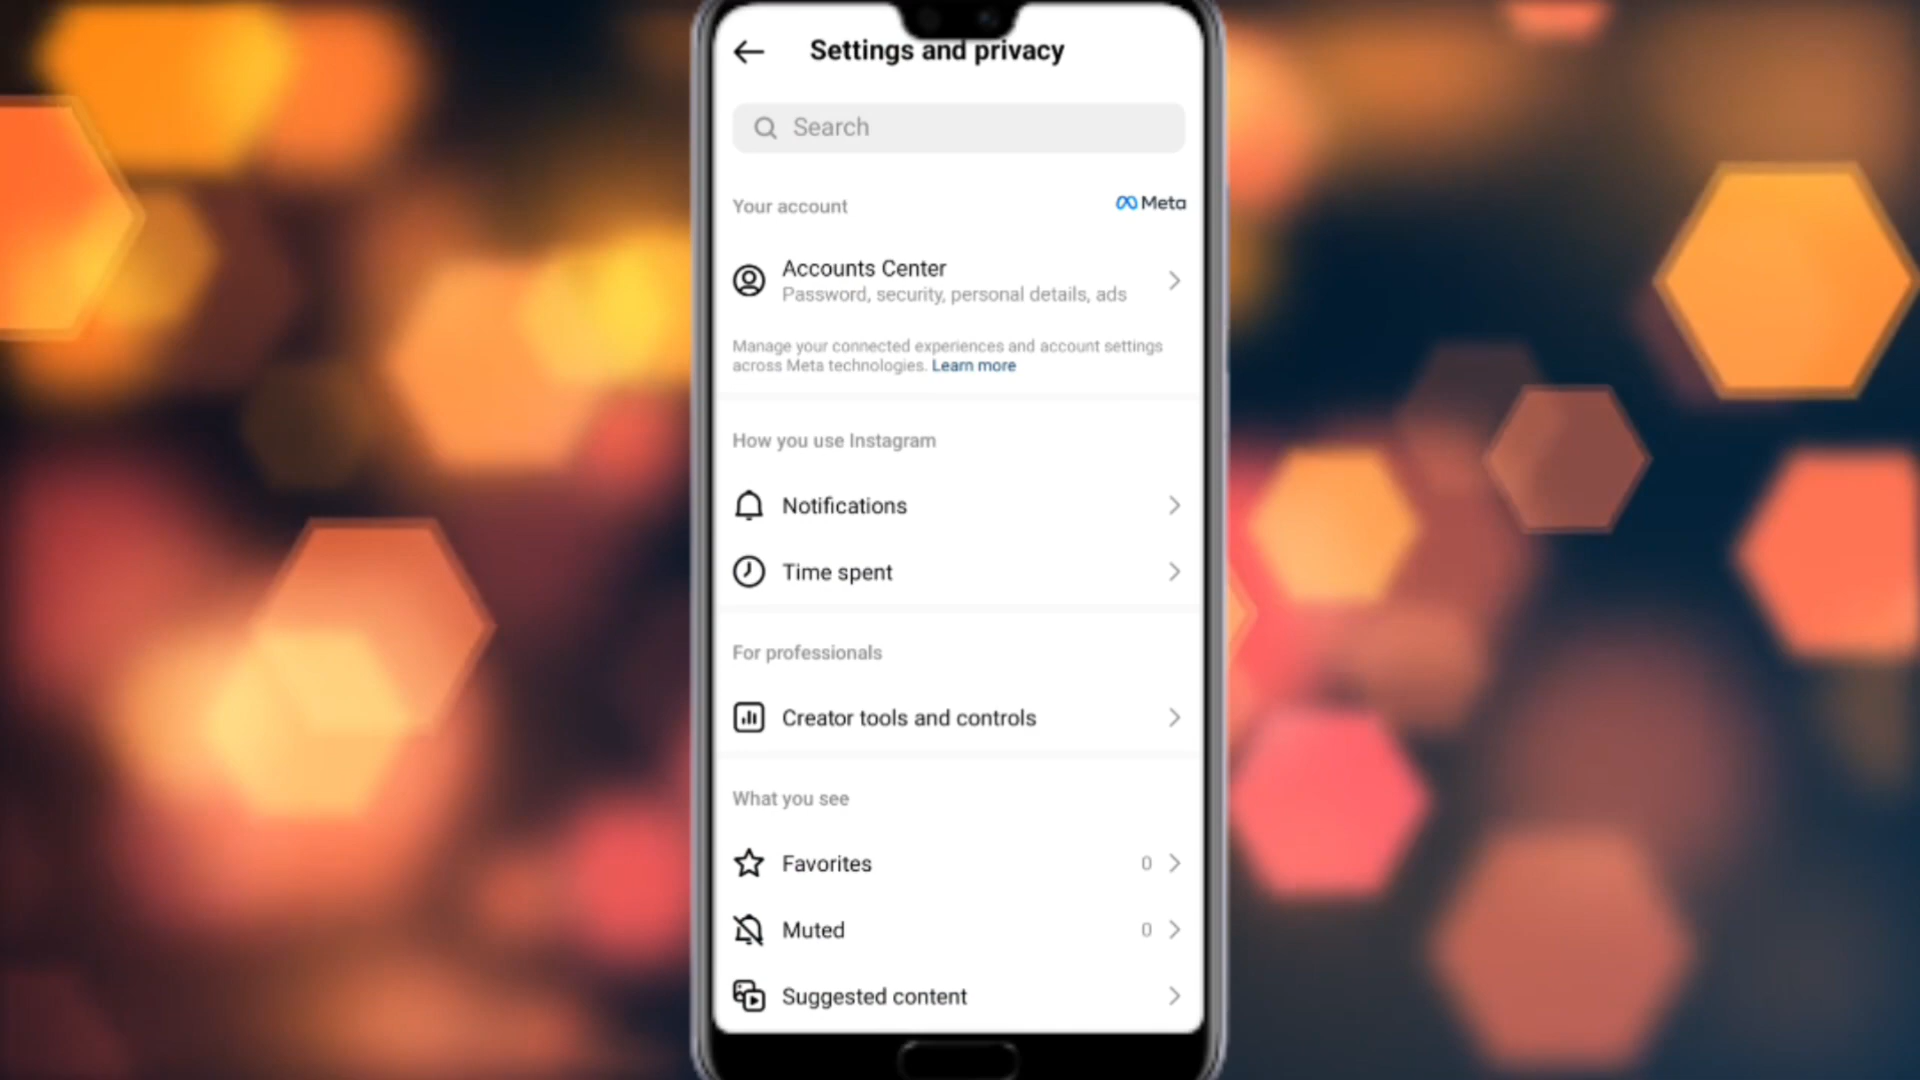 Settings and privacy
Search
Your account
Meta
Accounts Center
Password, security, personal details, ads
Manage your connected experiences and account settings
across Meta technologies. Learn more
How you use Instagram
Notifications
Time spent
For professionals
Creator tools and controls
What you see
Favorites 0
Muted 0
Suggested content